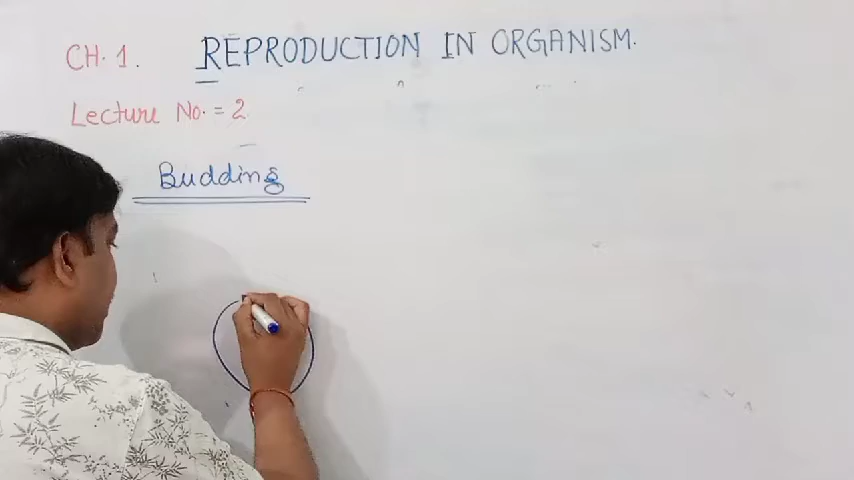 CH. 1. REPRODUCTION IN ORGANISM.
Lecture No. = 2
Budding